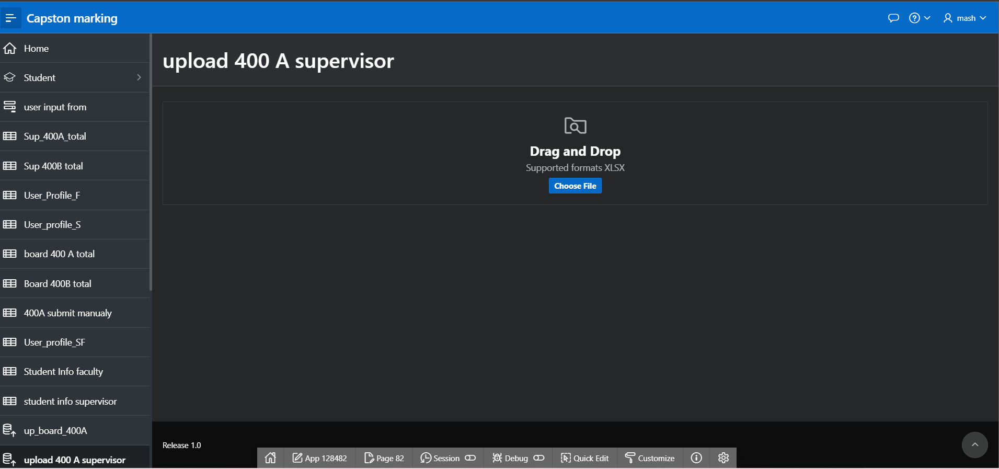 Capston marking
mash
Home
Student
user input from
Sup_400A_total
Sup 400B total
User_Profile_F
User_profile_S
board 400 A total
Board 400B total
400A submit manualy
User_profile_SF
Student Info faculty
student info supervisor
up_board_400A
upload 400 A supervisor
upload 400 A supervisor
Drag and Drop
Supported formats XLSX
Choose File
Release 1.0
App 128482
Page 82
Session
Debug
Quick Edit
Customize